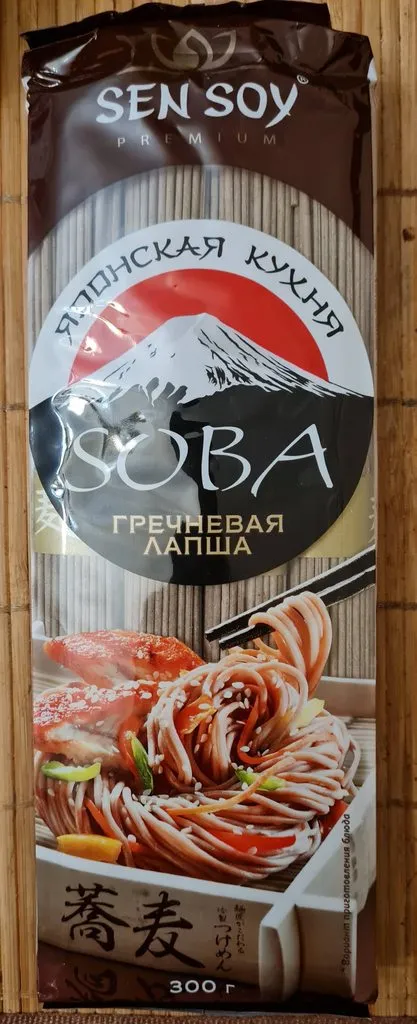 SEN SOY®
PREMIUM
ЯПОНСКАЯ КУХНЯ
SOBA
ГРЕЧНЕВАЯ
ЛАПША
蕎麦
つけめん
300 г
* Вариант приготовления блюда